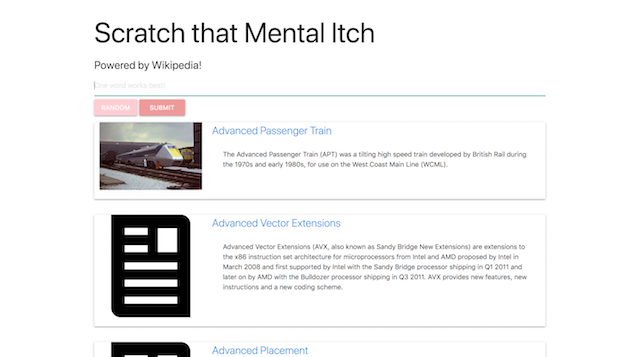 Scratch that Mental Itch
Powered by Wikipedia!
One word works best!
RANDOM
SUBMIT
Advanced Passenger Train
The Advanced Passenger Train (APT) was a tilting high speed train developed by British Rail during
the 1970s and early 1980s, for use on the West Coast Main Line (WCML).
Advanced Vector Extensions
Advanced Vector Extensions (AVX, also known as Sandy Bridge New Extensions) are extensions to
the x86 instruction set architecture for microprocessors from Intel and AMD proposed by Intel in
March 2008 and first supported by Intel with the Sandy Bridge processor shipping in Q1 2011 and
later on by AMD with the Bulldozer processor shipping in Q3 2011. AVX provides new features, new
instructions and a new coding scheme.
Advanced Placement